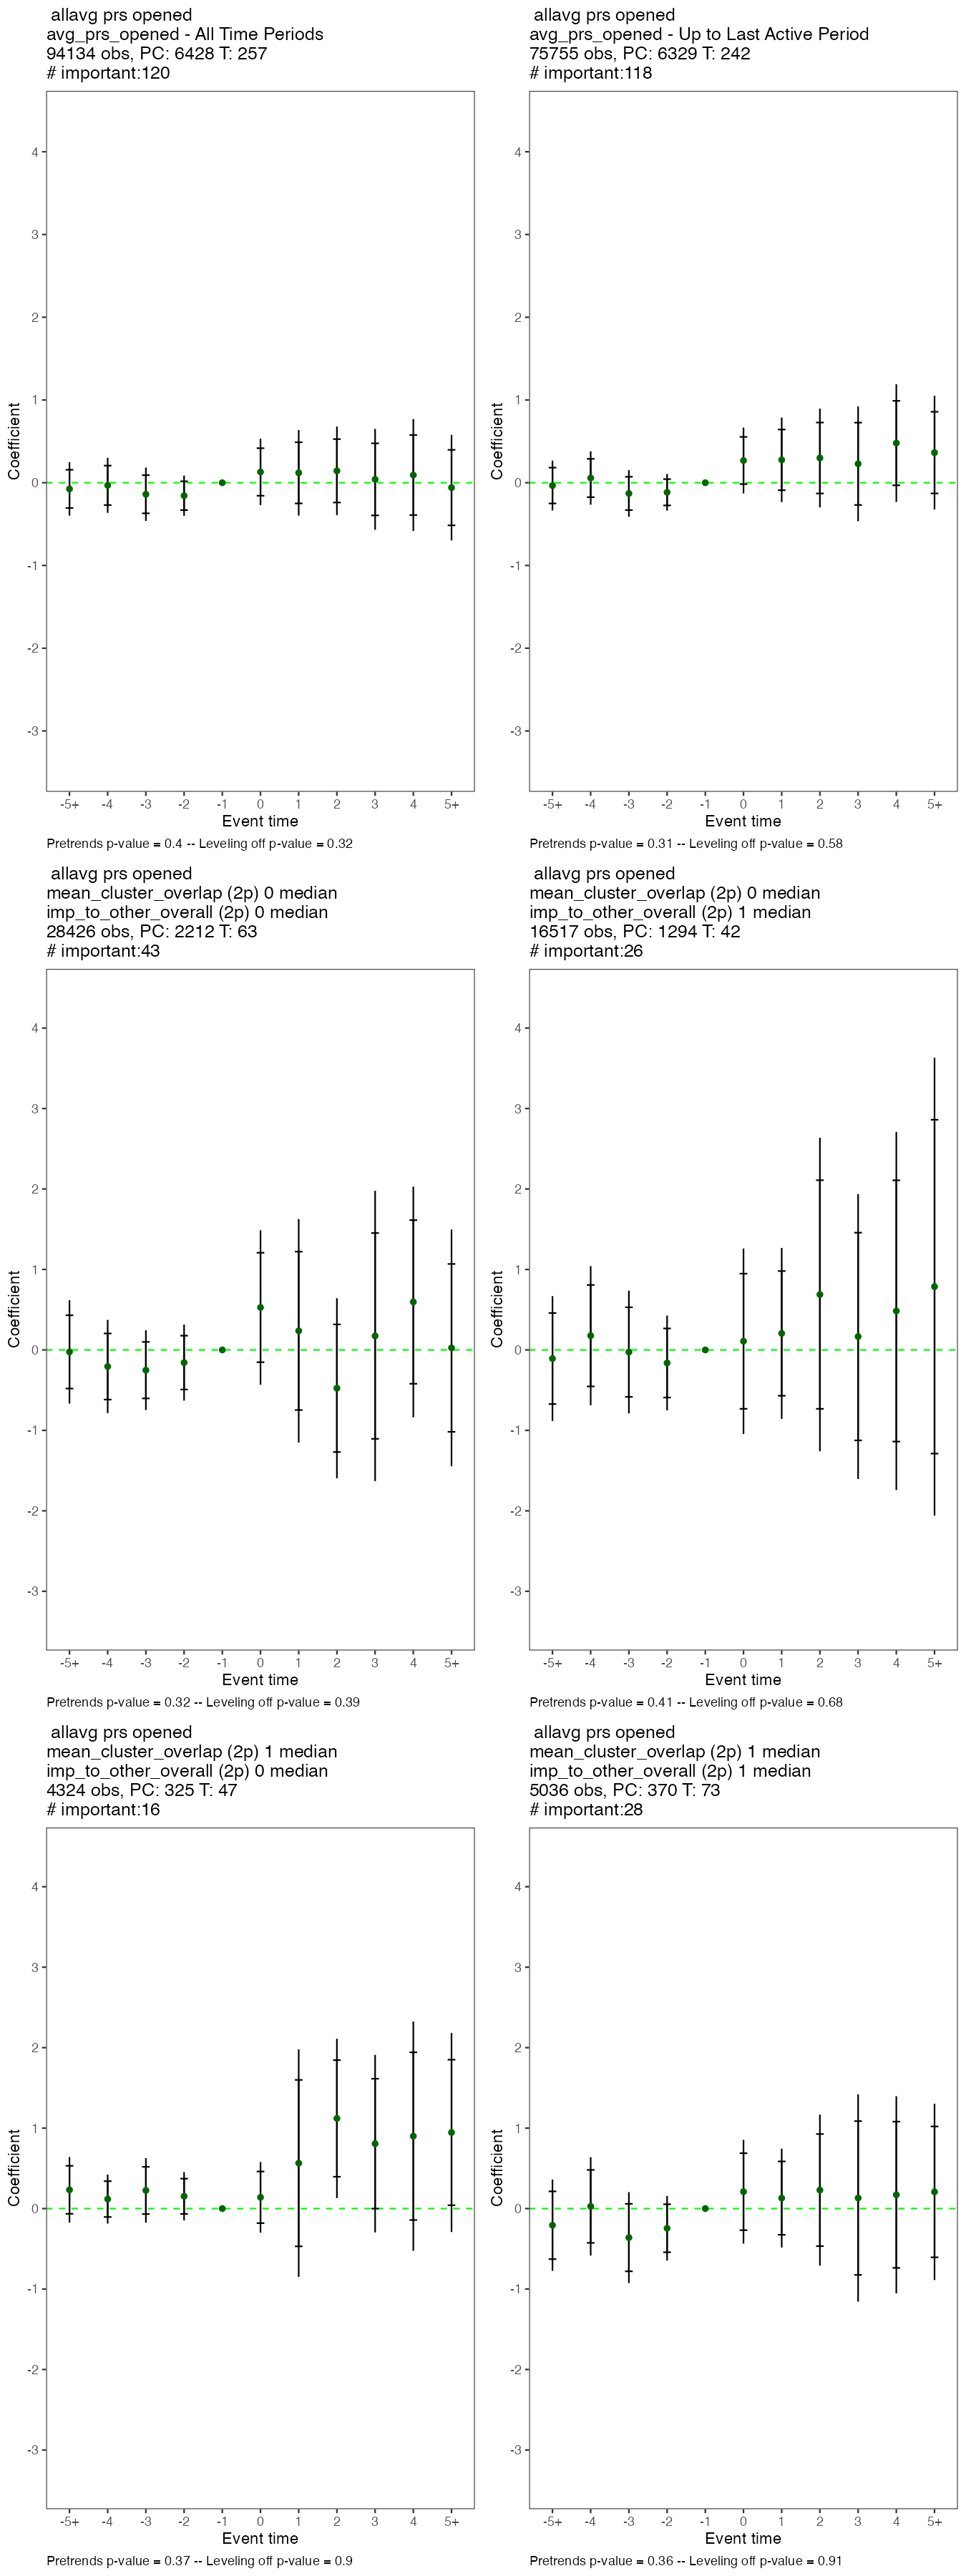 allavg prs opened
avg_prs_opened - All Time Periods
94134 obs, PC: 6428 T: 257
# important:120
4
3
2
1
0
-1
-2
-3
Coefficient
-5+ -4 -3 -2 -1 0 1 2 3 4 5+
Event time
Pretrends p-value = 0.4 -- Leveling off p-value = 0.32
allavg prs opened
avg_prs_opened - Up to Last Active Period
75755 obs, PC: 6329 T: 242
# important:118
4
3
2
1
0
-1
-2
-3
Coefficient
-5+ -4 -3 -2 -1 0 1 2 3 4 5+
Event time
Pretrends p-value = 0.31 -- Leveling off p-value = 0.58
allavg prs opened
mean_cluster_overlap (2p) 0 median
imp_to_other_overall (2p) 0 median
28426 obs, PC: 2212 T: 63
# important:43
4
3
2
1
0
-1
-2
-3
Coefficient
-5+ -4 -3 -2 -1 0 1 2 3 4 5+
Event time
Pretrends p-value = 0.32 -- Leveling off p-value = 0.39
allavg prs opened
mean_cluster_overlap (2p) 0 median
imp_to_other_overall (2p) 1 median
16517 obs, PC: 1294 T: 42
# important:26
4
3
2
1
0
-1
-2
-3
Coefficient
-5+ -4 -3 -2 -1 0 1 2 3 4 5+
Event time
Pretrends p-value = 0.41 -- Leveling off p-value = 0.68
allavg prs opened
mean_cluster_overlap (2p) 1 median
imp_to_other_overall (2p) 0 median
4324 obs, PC: 325 T: 47
# important:16
4
3
2
1
0
-1
-2
-3
Coefficient
-5+ -4 -3 -2 -1 0 1 2 3 4 5+
Event time
Pretrends p-value = 0.37 -- Leveling off p-value = 0.9
allavg prs opened
mean_cluster_overlap (2p) 1 median
imp_to_other_overall (2p) 1 median
5036 obs, PC: 370 T: 73
# important:28
4
3
2
1
0
-1
-2
-3
Coefficient
-5+ -4 -3 -2 -1 0 1 2 3 4 5+
Event time
Pretrends p-value = 0.36 -- Leveling off p-value = 0.91